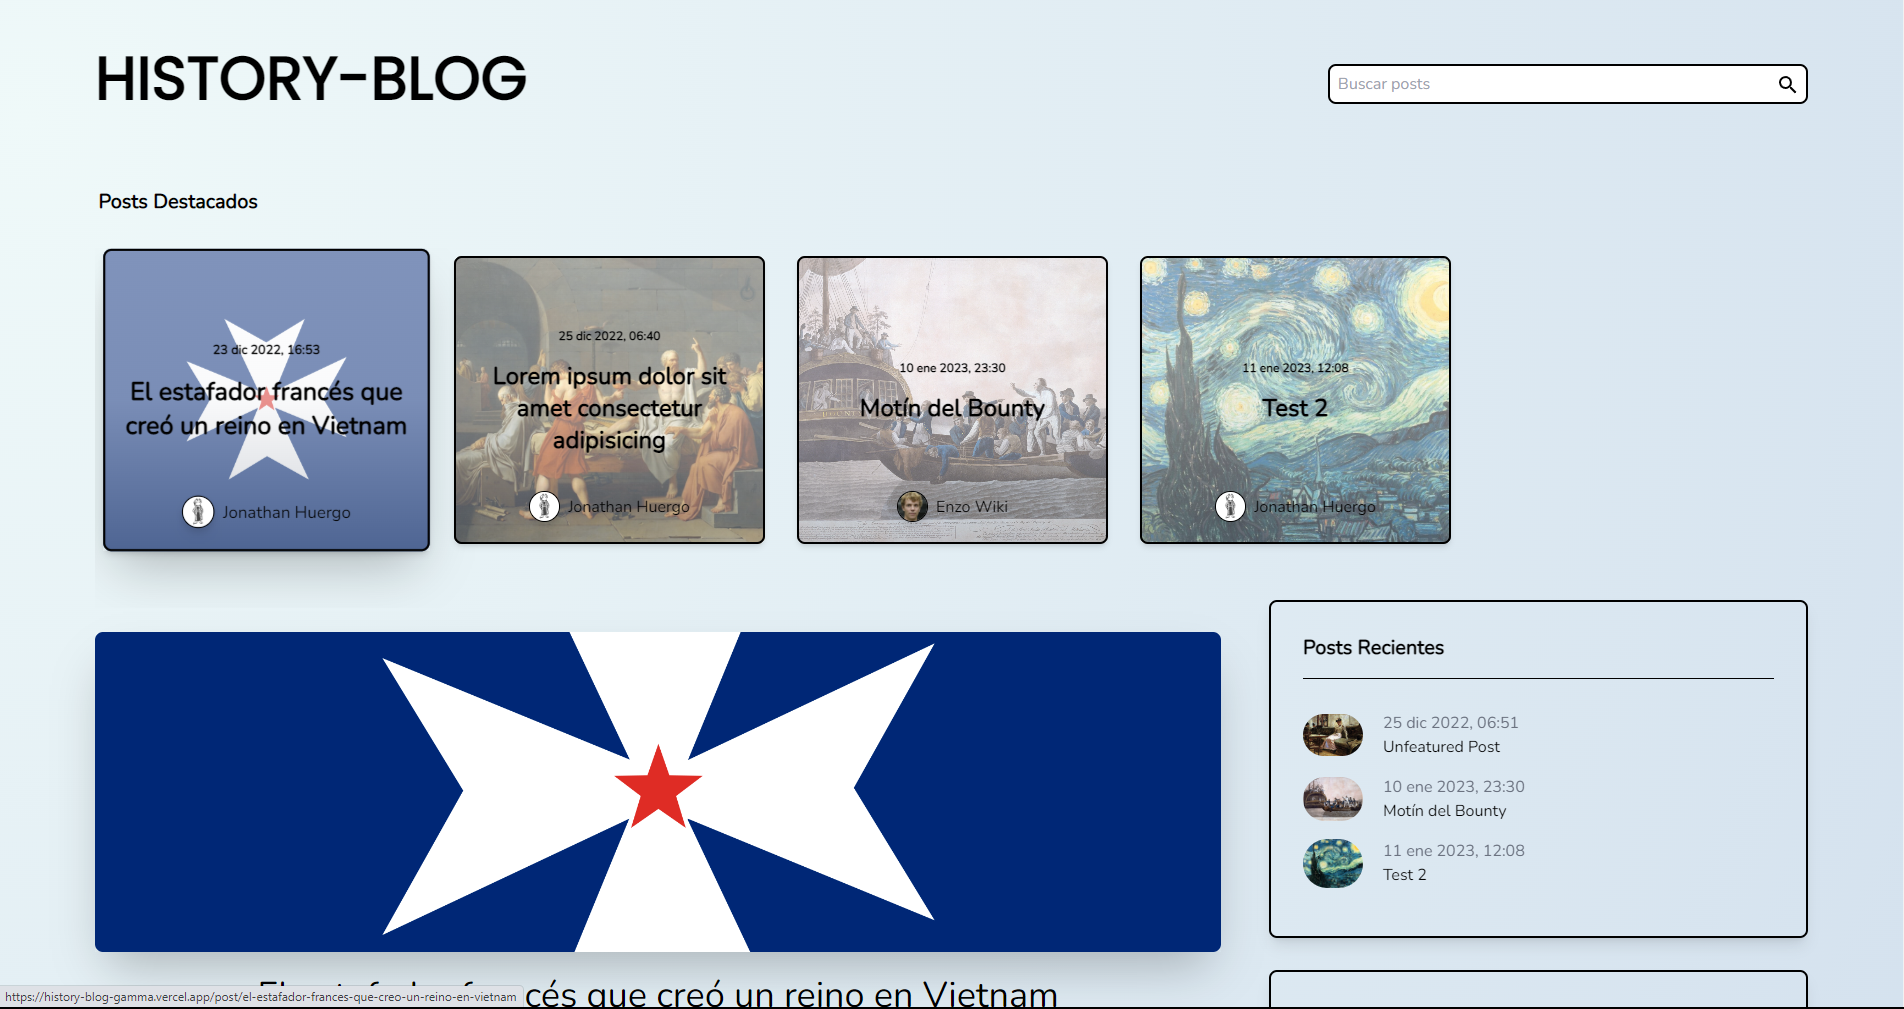 HISTORY-BLOG
Buscar posts
Posts Destacados
23 dic 2022, 16:53
El estafador francés que
creó un reino en Vietnam
Jonathan Huergo
25 dic 2022, 06:40
Lorem ipsum dolor sit
amet consectetur
adipisicing
Jonathan Huergo
10 ene 2023, 23:30
Motín del Bounty
Enzo Wiki
11 ene 2023, 12:08
Test 2
Jonathan Huergo
Posts Recientes
25 dic 2022, 06:51
Unfeatured Post
10 ene 2023, 23:30
Motín del Bounty
11 ene 2023, 12:08
Test 2
El estafador francés que creó un reino en Vietnam
https://history-blog-gamma.vercel.app/post/el-estafador-frances-que-creo-un-reino-en-vietnam